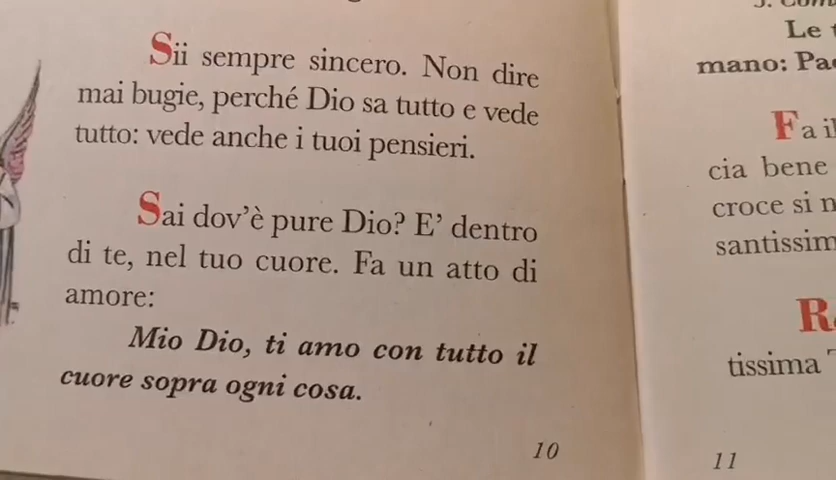 Sii sempre sincero. Non dire
mai bugie, perché Dio sa tutto e vede
tutto: vede anche i tuoi pensieri.
Sai dov'è pure Dio? E' dentro
di te, nel tuo cuore. Fa un atto di
amore:
Mio Dio, ti amo con tutto il
cuore sopra ogni cosa.
10
Le
mano:
Fa
cia bene
croce si
11